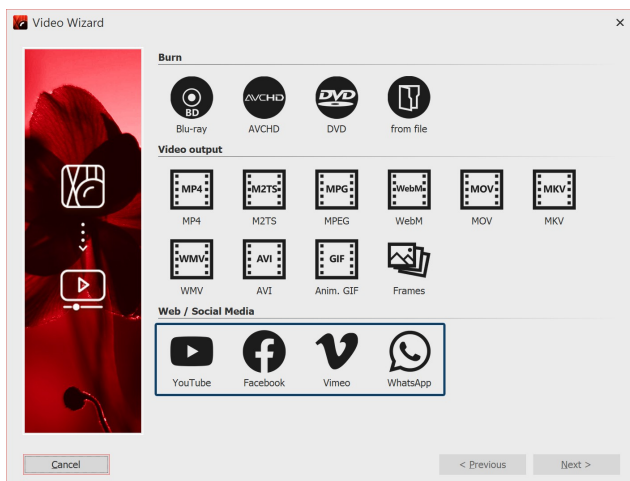 Video Wizard
Burn
BD AVCHD DVD
Blu-ray AVCHD DVD from file
Video output
MP4 M2TS MPG WebM MOV MKV
MP4 M2TS MPEG WebM MOV MKV
WMV AVI GIF
WMV AVI Anim. GIF Frames
Web / Social Media
YouTube Facebook Vimeo WhatsApp
Cancel < Previous Next >